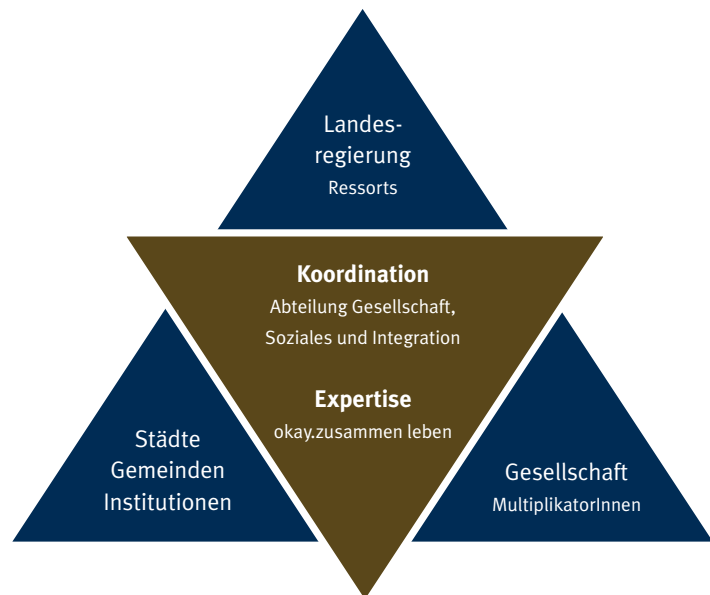 Landes-
regierung
Ressorts
Koordination
Abteilung Gesellschaft,
Soziales und Integration
Expertise
okay.zusammen leben
Städte
Gemeinden
Institutionen
Gesellschaft
MultiplikatorInnen